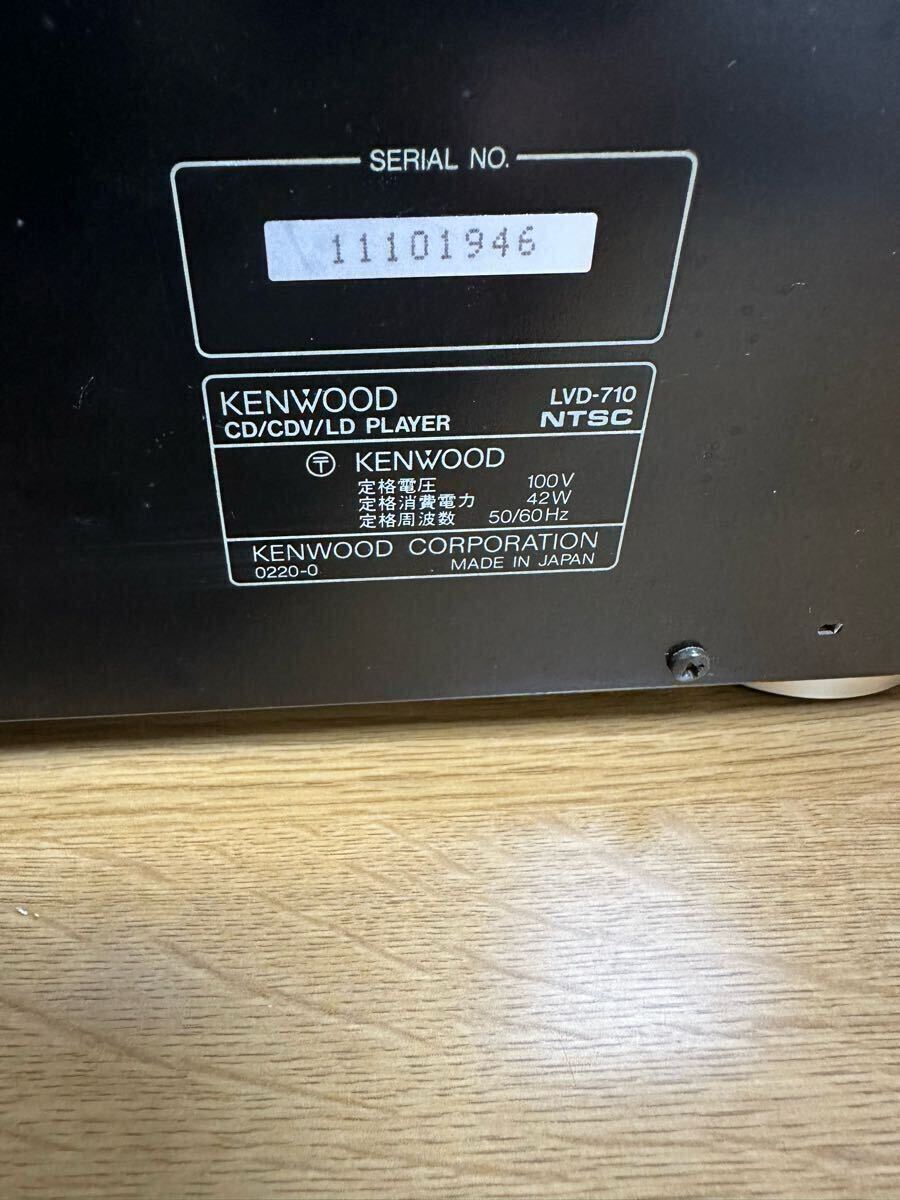 SERIAL NO.
11101946
KENWOOD LVD-710
CD/CDV/LD PLAYER NTSC
〶 KENWOOD
定格電圧 100V
定格消費電力 42W
定格周波数 50/60Hz
KENWOOD CORPORATION
0220-0 MADE IN JAPAN